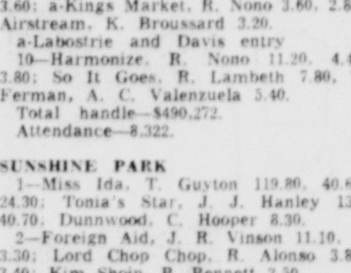 3.60; a-Kings Market, R. Nono 3.60, 2.8
Airstream, K. Broussard 3.20.
a-Labostrie and Davis entry
10—Harmonize, R. Nono 11.20, 4.4
3.80; So It Goes, R. Lambeth 7.80,
Ferman, A. C. Valenzuela 5.40.
Total handle—$490,272.
Attendance—8,322.
SUNSHINE PARK
1—Miss Ida, T. Guyton 119.80, 40.6
24.30; Tonia's Star, J. J. Hanley 13
40.70. Dunnwood, C. Hooper 8.30.
2—Foreign Aid, J. R. Vinson 11.10,
3.30; Lord Chop Chop, R. Alonso 3.8
R. Bennett